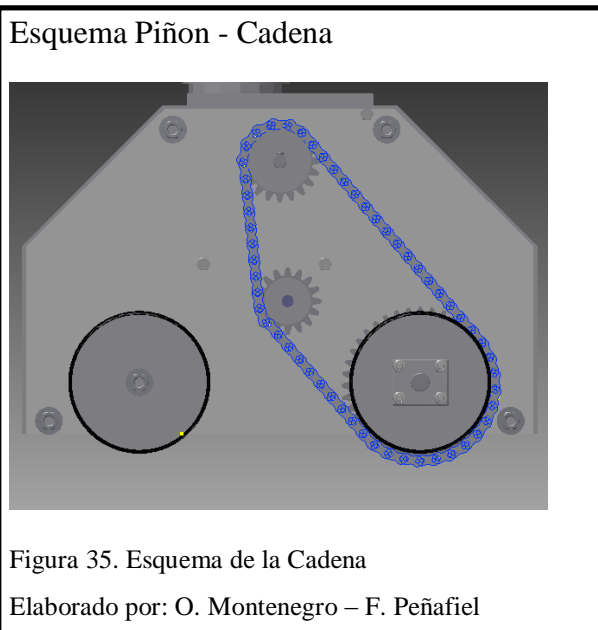 Esquema Piñon - Cadena
Figura 35. Esquema de la Cadena
Elaborado por: O. Montenegro – F. Peñafiel